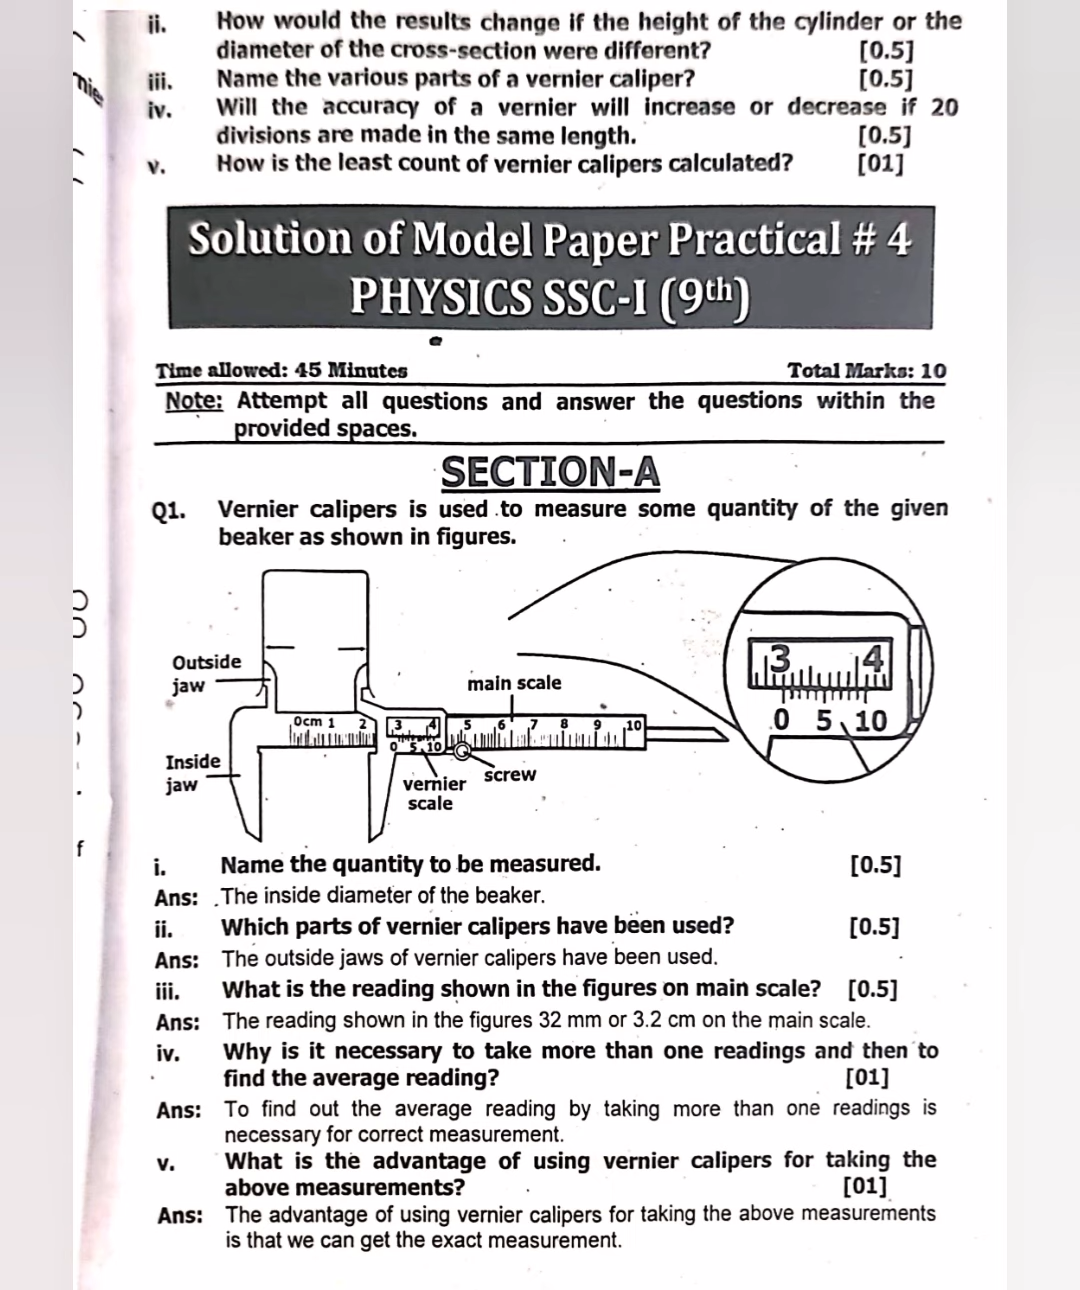 ii. How would the results change if the height of the cylinder or the
diameter of the cross-section were different? [0.5]
iii. Name the various parts of a vernier caliper? [0.5]
iv. Will the accuracy of a vernier will increase or decrease if 20
divisions are made in the same length. [0.5]
v. How is the least count of vernier calipers calculated? [01]
Solution of Model Paper Practical # 4
PHYSICS SSC-I (9th)
Time allowed: 45 Minutes Total Marks: 10
Note: Attempt all questions and answer the questions within the
provided spaces.
SECTION-A
Q1. Vernier calipers is used to measure some quantity of the given
beaker as shown in figures.
Outside
jaw
main scale
3 4
0 5 10
0cm 1 2 3 4 5 6 7 8 9 10
0 5 10
Inside
jaw
vernier
scale
screw
i. Name the quantity to be measured. [0.5]
Ans: The inside diameter of the beaker.
ii. Which parts of vernier calipers have been used? [0.5]
Ans: The outside jaws of vernier calipers have been used.
iii. What is the reading shown in the figures on main scale? [0.5]
Ans: The reading shown in the figures 32 mm or 3.2 cm on the main scale.
iv. Why is it necessary to take more than one readings and then to
find the average reading? [01]
Ans: To find out the average reading by taking more than one readings is
necessary for correct measurement.
v. What is the advantage of using vernier calipers for taking the
above measurements? [01]
Ans: The advantage of using vernier calipers for taking the above measurements
is that we can get the exact measurement.